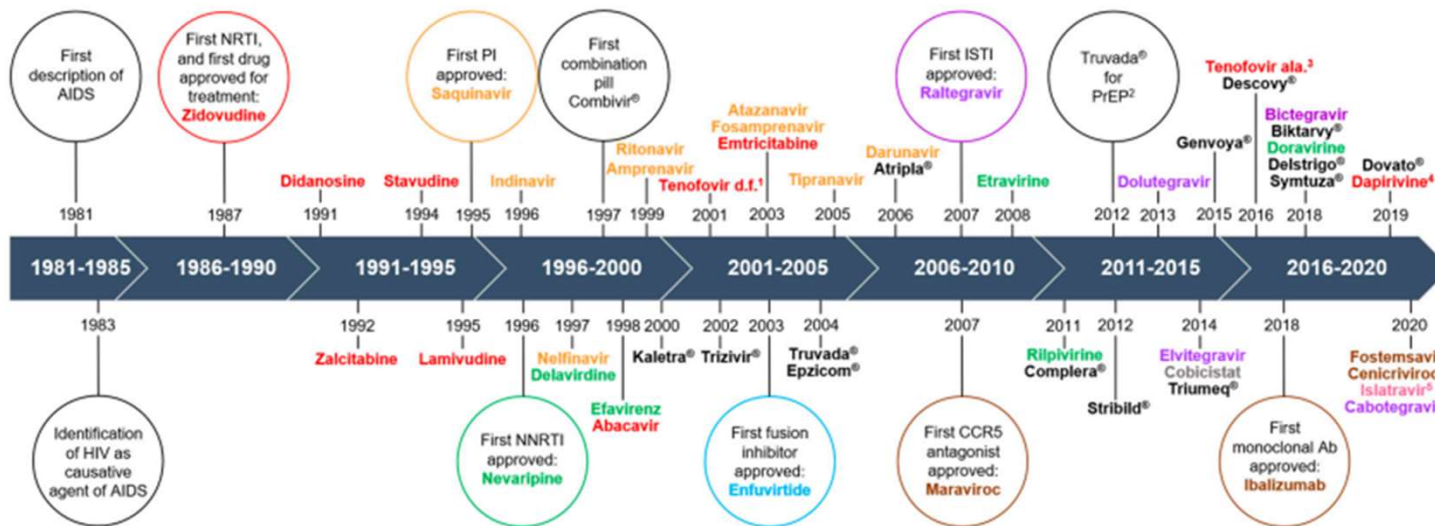 First
description of
AIDS
First NRTI,
and first drug
approved for
treatment:
Zidovudine
First PI
approved:
Saquinavir
First
combination
pill
Combivir®
First ISTI
approved:
Raltegravir
Truvada®
for
PrEP²
Didanosine
Stavudine
Indinavir
Ritonavir
Amprenavir
Tenofovir d.f.¹
Atazanavir
Fosamprenavir
Emtricitabine
Tipranavir
Darunavir
Atripla®
Etravirine
Dolutegravir
Genvoya®
Tenofovir ala.³
Descovy®
Bictegravir
Biktarvy®
Doravirine
Delstrigo®
Symtuza®
Dovato®
Dapirivine⁴
1981
1987
1991
1994
1995
1996
1997
1999
2001
2003
2005
2006
2007
2008
2012
2013
2015
2016
2018
2019
1981-1985
1986-1990
1991-1995
1996-2000
2001-2005
2006-2010
2011-2015
2016-2020
1983
1992
1995
1996
1997
1998
2000
2002
2003
2004
2007
2011
2012
2014
2018
2020
Zalcitabine
Lamivudine
Nelfinavir
Delavirdine
Efavirenz
Abacavir
Kaletra®
Trizivir®
Truvada®
Epzicom®
Rilpivirine
Complera®
Stribild®
Elvitegravir
Cobicistat
Triumeq®
Fostemsavi
Cenicriviroc
Islatravir⁵
Cabotegravi
Identification
of HIV as
causative
agent of AIDS
First NNRTI
approved:
Nevaripine
First fusion
inhibitor
approved:
Enfuvirtide
First CCR5
antagonist
approved:
Maraviroc
First
monoclonal Ab
approved:
Ibalizumab